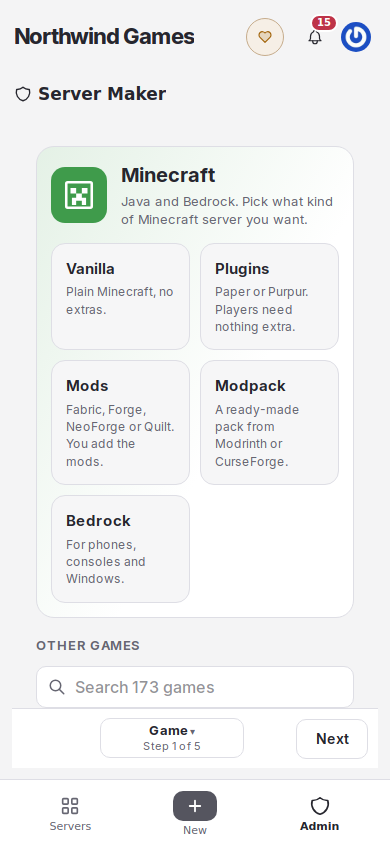 Northwind Games
15
Server Maker
Minecraft
Java and Bedrock. Pick what kind
of Minecraft server you want.
Vanilla
Plain Minecraft, no
extras.
Plugins
Paper or Purpur.
Players need
nothing extra.
Mods
Fabric, Forge,
NeoForge or Quilt.
You add the
mods.
Modpack
A ready-made
pack from
Modrinth or
CurseForge.
Bedrock
For phones,
consoles and
Windows.
OTHER GAMES
Search 173 games
Game ▾
Step 1 of 5
Next
Servers
New
Admin